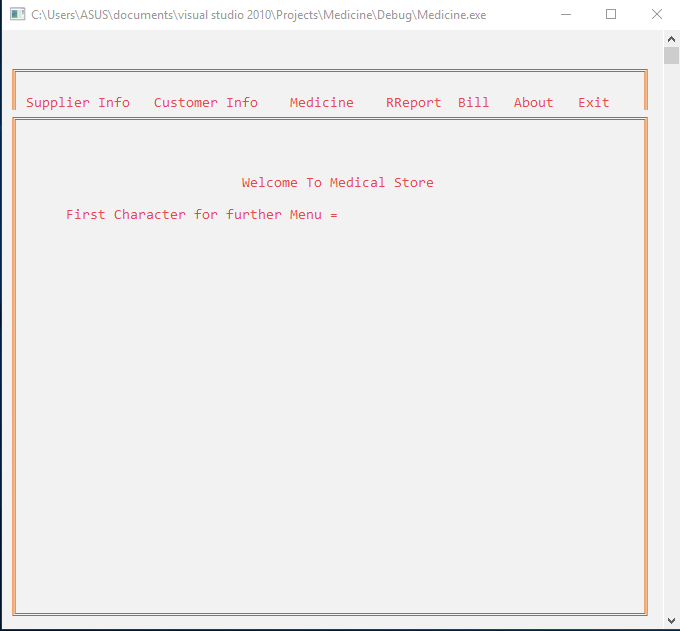 C:\Users\ASUS\documents\visual studio 2010\Projects\Medicine\Debug\Medicine.exe
Supplier Info Customer Info Medicine RReport Bill About Exit
Welcome To Medical Store
First Character for further Menu =